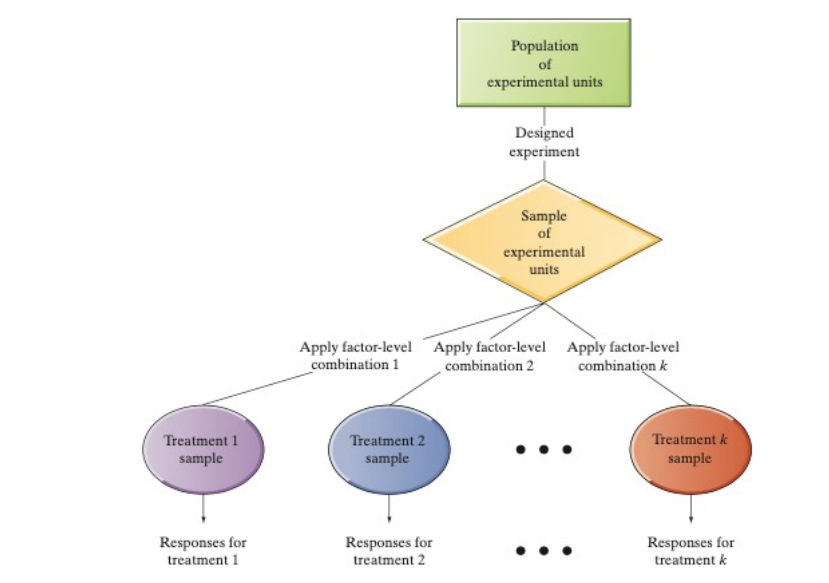 Population
of
experimental units
Designed
experiment
Sample
of
experimental
units
Apply factor-level
combination 1
Apply factor-level
combination 2
Apply factor-level
combination k
Treatment 1
sample
Treatment 2
sample
Treatment k
sample
Responses for
treatment 1
Responses for
treatment 2
Responses for
treatment k